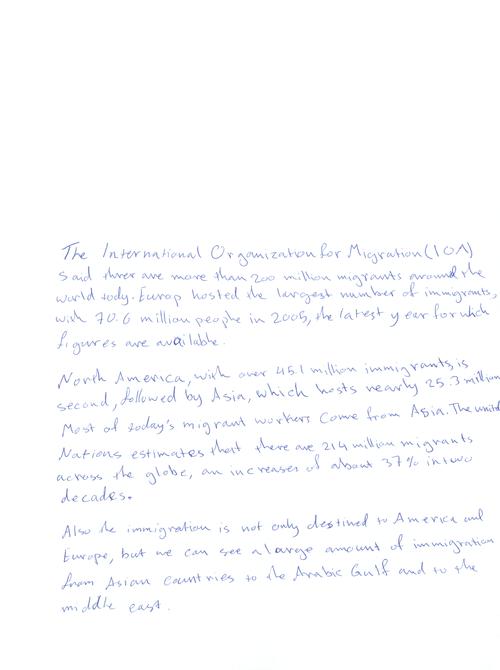 The International Organization for Migration (IOM)
said threr are more than 200 million migrants around the
world tody. Europ hosted the largest number of immigrants,
with 70.6 million people in 2005, the latest year for which
figures are available.
North America, with over 45.1 million immigrants, is
second, followed by Asia, which hosts nearly 25.3 million
Most of today's migrant workers come from Asia. The united
Nations estimates that there are 214 million migrants
across the globe, an increases of about 37% in two
decades.
Also the immigration is not only destined to America and
Europe, but we can see a large amount of immigration
from Asian countries to the Arabic Gulf and to the
middle east.